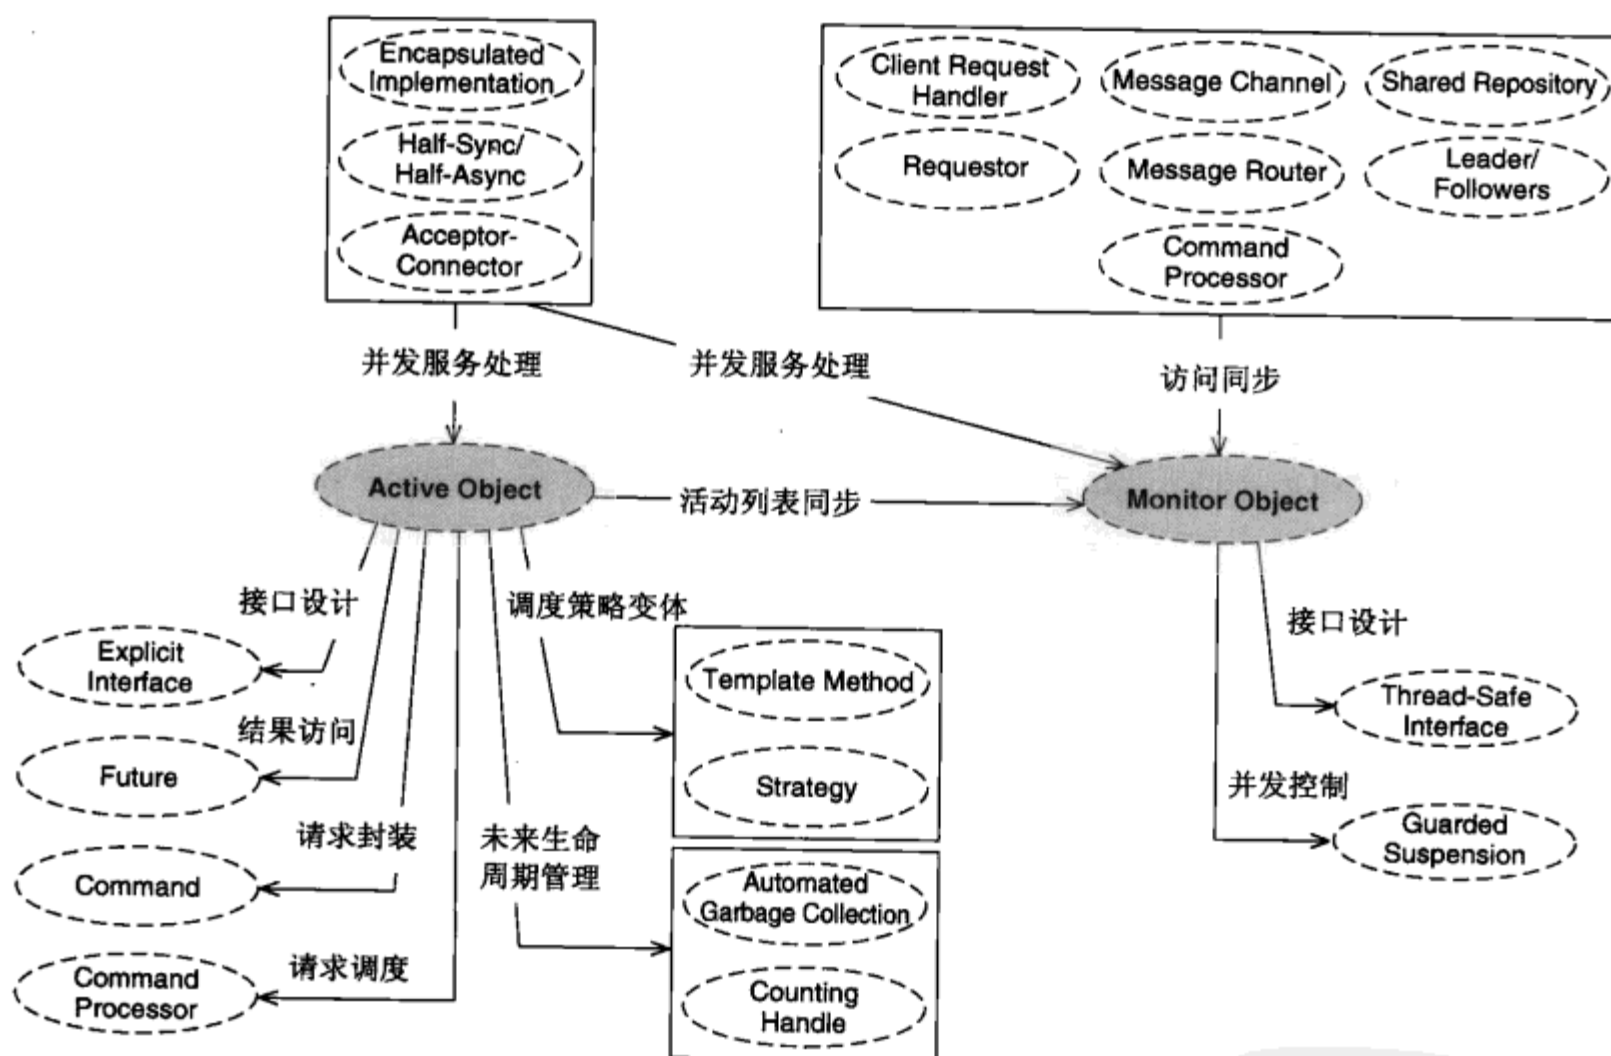 Encapsulated
Implementation
Half-Sync/
Half-Async
Acceptor-
Connector
Client Request
Handler
Message Channel
Shared Repository
Requestor
Message Router
Leader/
Followers
Command
Processor
并发服务处理
并发服务处理
访问同步
Active Object
活动列表同步
Monitor Object
接口设计
调度策略变体
接口设计
Explicit
Interface
Template Method
Thread-Safe
Interface
结果访问
Future
Strategy
并发控制
请求封装
未来生命
周期管理
Guarded
Suspension
Command
Automated
Garbage Collection
请求调度
Command
Processor
Counting
Handle